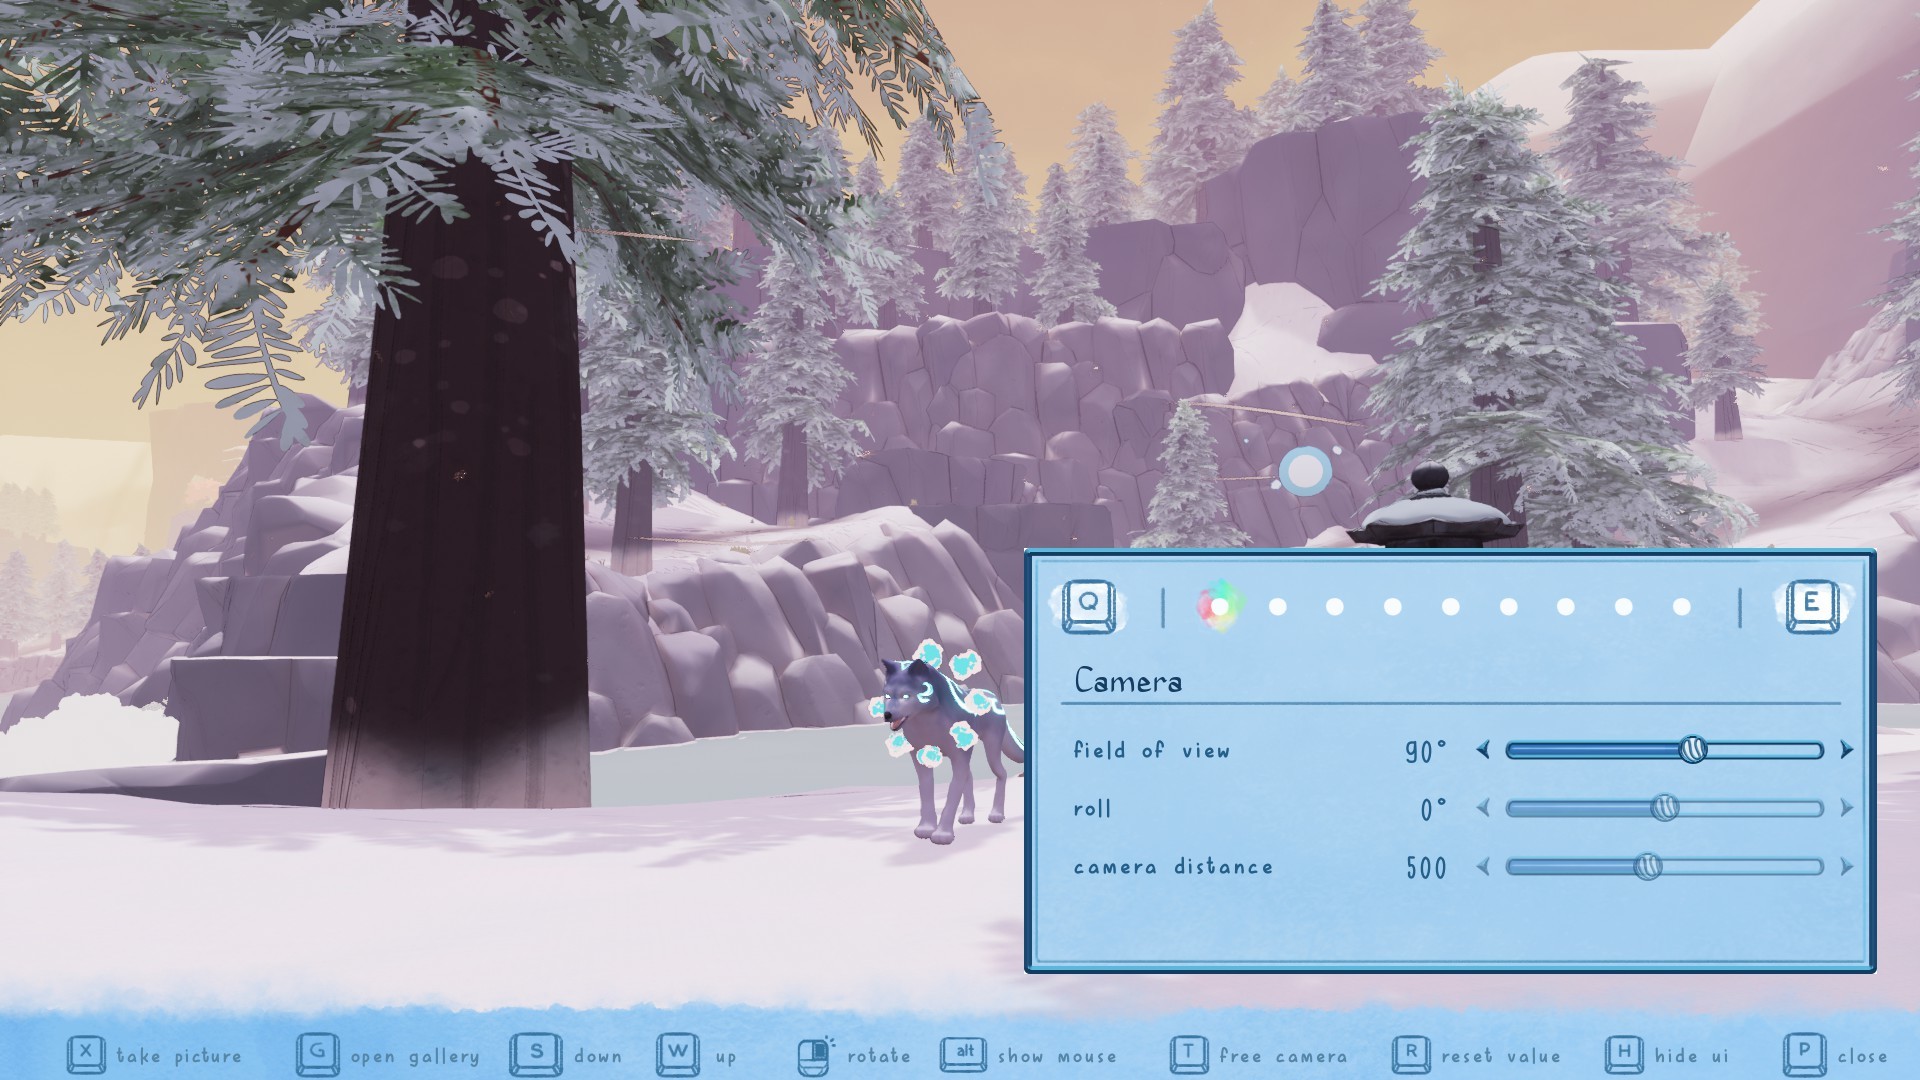 Q E
Camera
field of view 90°
roll 0°
camera distance 500
X take picture G open gallery S down W up rotate alt show mouse T free camera R reset value H hide ui P close